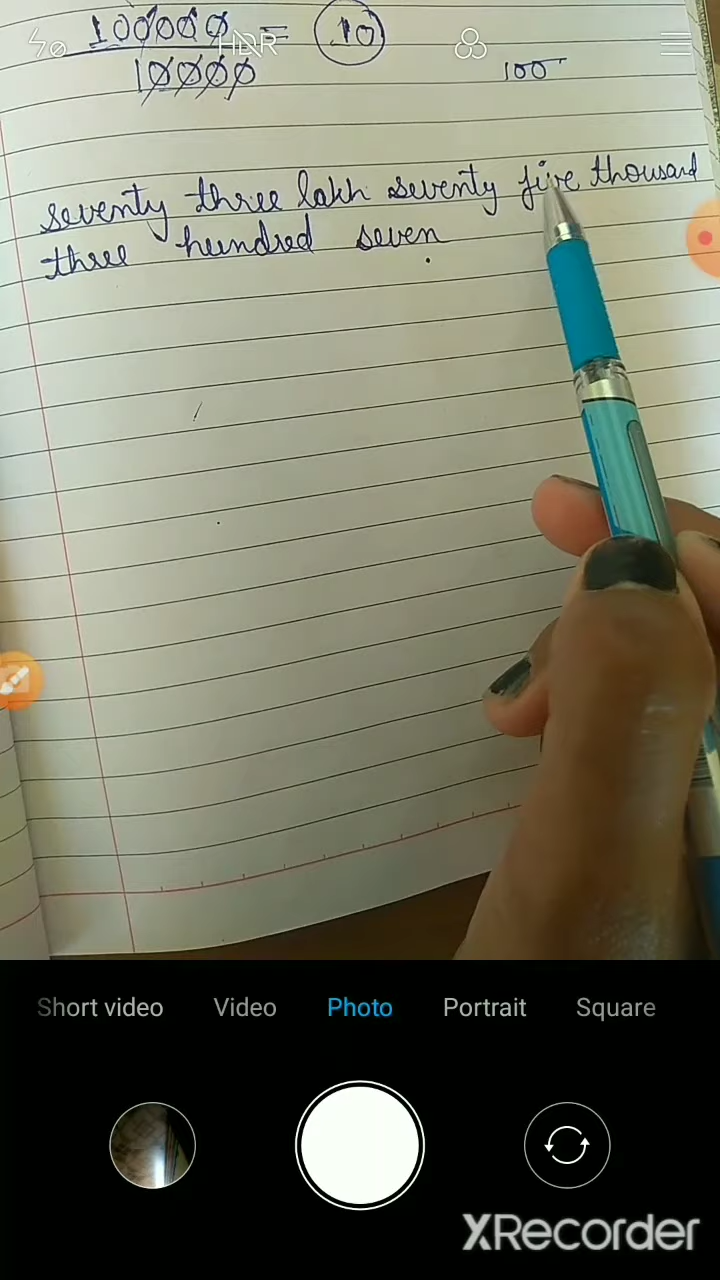 100000 = 10
10000
100
seventy three lakh seventy five thousand
three hundred seven
HDR
Short video Video Photo Portrait Square
XRecorder